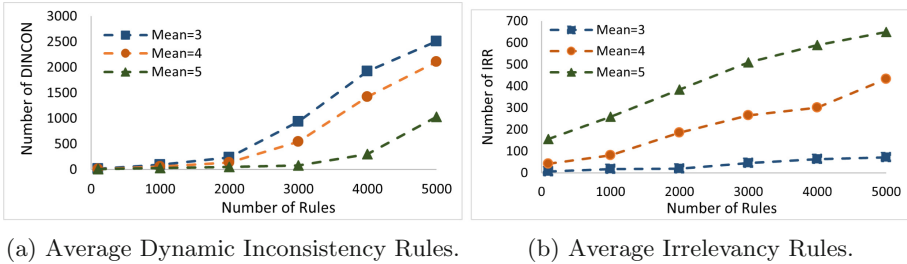 3000
2500
2000
1500
1000
500
0
Number of DINCON
Mean=3
Mean=4
Mean=5
0 1000 2000 3000 4000 5000
Number of Rules
(a) Average Dynamic Inconsistency Rules.
700
600
500
400
300
200
100
0
Number of IRR
Mean=3
Mean=4
Mean=5
0 1000 2000 3000 4000 5000
Number of Rules
(b) Average Irrelevancy Rules.